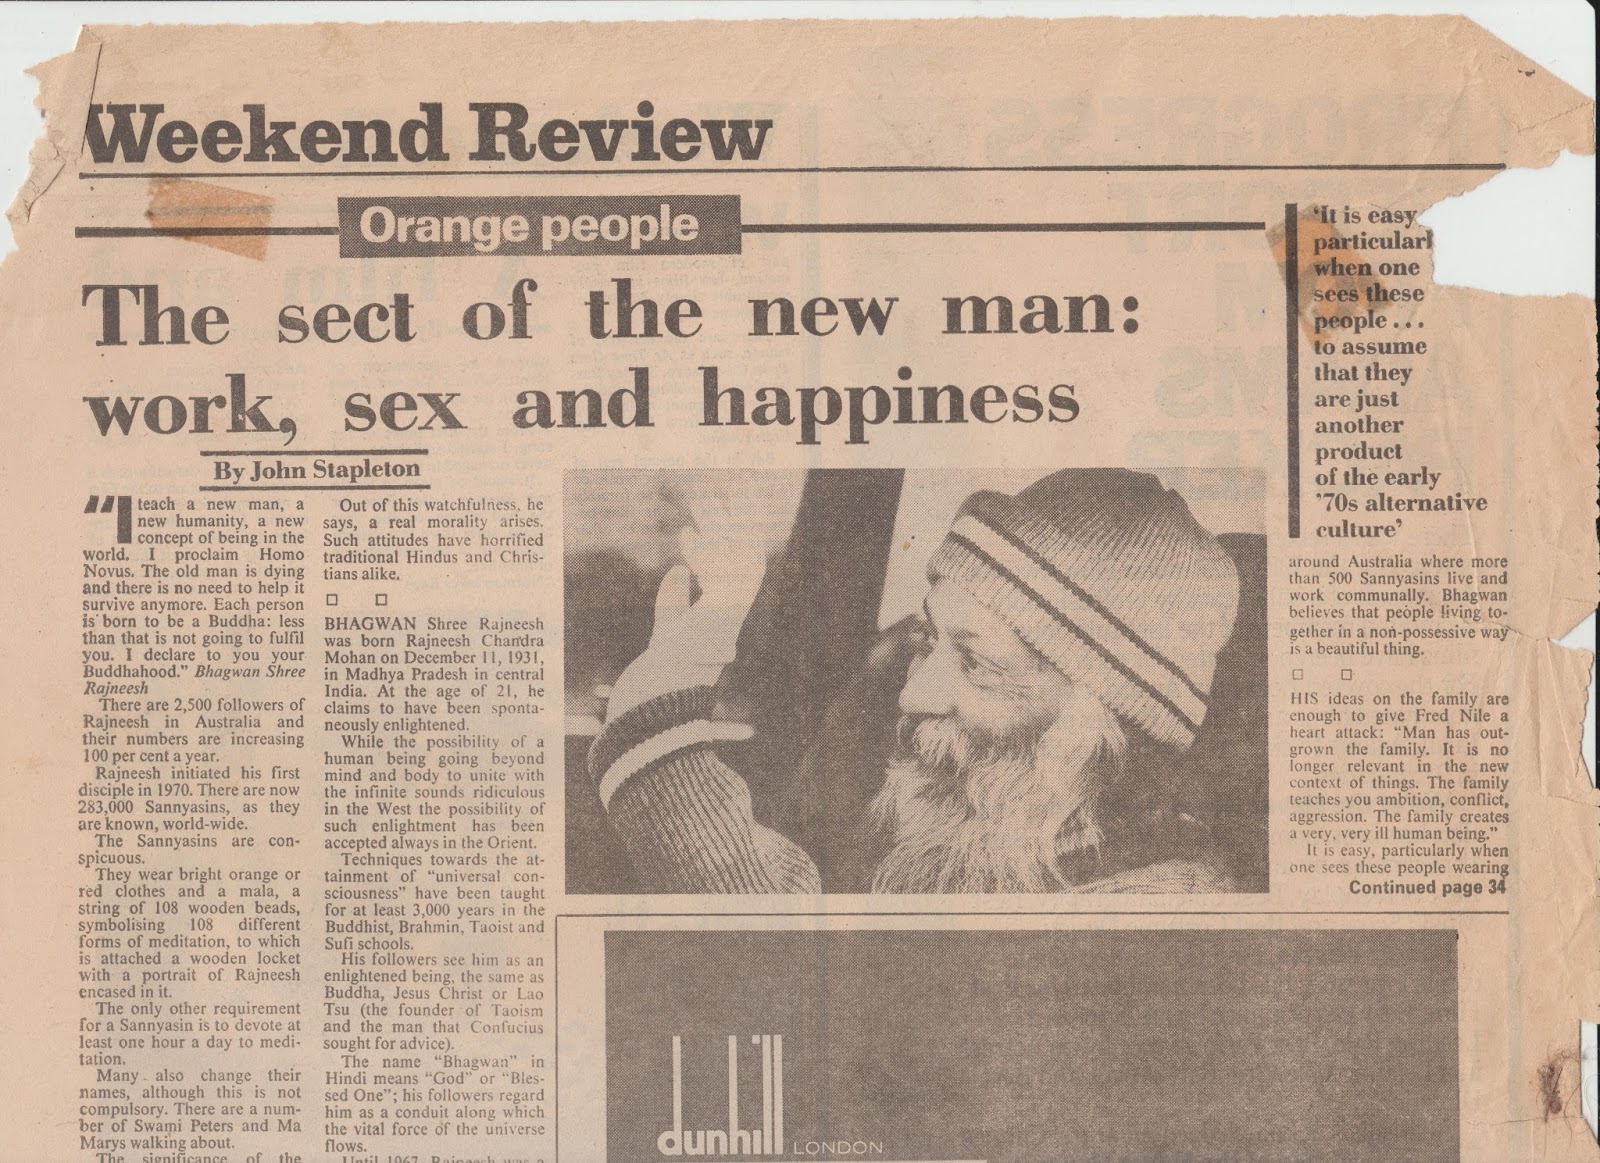 Weekend Review
Orange people
The sect of the new man:
work, sex and happiness
By John Stapleton
“I teach a new man, a
new humanity, a new
concept of being in the
world. I proclaim Homo
Novus. The old man is dying
and there is no need to help it
survive anymore. Each person
is born to be a Buddha: less
than that is not going to fulfil
you. I declare to you your
Buddhahood.” Bhagwan Shree
Rajneesh
There are 2,500 followers of
Rajneesh in Australia and
their numbers are increasing
100 per cent a year.
Rajneesh initiated his first
disciple in 1970. There are now
283,000 Sannyasins, as they
are known, world-wide.
The Sannyasins are con-
spicuous.
They wear bright orange or
red clothes and a mala, a
string of 108 wooden beads,
symbolising 108 different
forms of meditation, to which
is attached a wooden locket
with a portrait of Rajneesh
encased in it.
The only other requirement
for a Sannyasin is to devote at
least one hour a day to medi-
tation.
Many also change their
names, although this is not
compulsory. There are a num-
ber of Swami Peters and Ma
Marys walking about.
The significance of the
Out of this watchfulness, he
says, a real morality arises.
Such attitudes have horrified
traditional Hindus and Chris-
tians alike.
BHAGWAN Shree Rajneesh
was born Rajneesh Chandra
Mohan on December 11, 1931,
in Madhya Pradesh in central
India. At the age of 21, he
claims to have been sponta-
neously enlightened.
While the possibility of a
human being going beyond
mind and body to unite with
the infinite sounds ridiculous
in the West the possibility of
such enlightment has been
accepted always in the Orient.
Techniques towards the at-
tainment of “universal con-
sciousness” have been taught
for at least 3,000 years in the
Buddhist, Brahmin, Taoist and
Sufi schools.
His followers see him as an
enlightened being, the same as
Buddha, Jesus Christ or Lao
Tsu (the founder of Taoism
and the man that Confucius
sought for advice).
The name “Bhagwan” in
Hindi means “God” or “Bles-
sed One”; his followers regard
him as a conduit along which
the vital force of the universe
flows.
Until 1967, Rajneesh was a
‘It is easy
particularl
when one
sees these
people...
to assume
that they
are just
another
product
of the early
’70s alternative
culture’
around Australia where more
than 500 Sannyasins live and
work communally. Bhagwan
believes that people living to-
gether in a non-possessive way
is a beautiful thing.
HIS ideas on the family are
enough to give Fred Nile a
heart attack: “Man has out-
grown the family. It is no
longer relevant in the new
context of things. The family
teaches you ambition, conflict,
aggression. The family creates
a very, very ill human being.”
It is easy, particularly when
one sees these people wearing
Continued page 34
dunhill LONDON